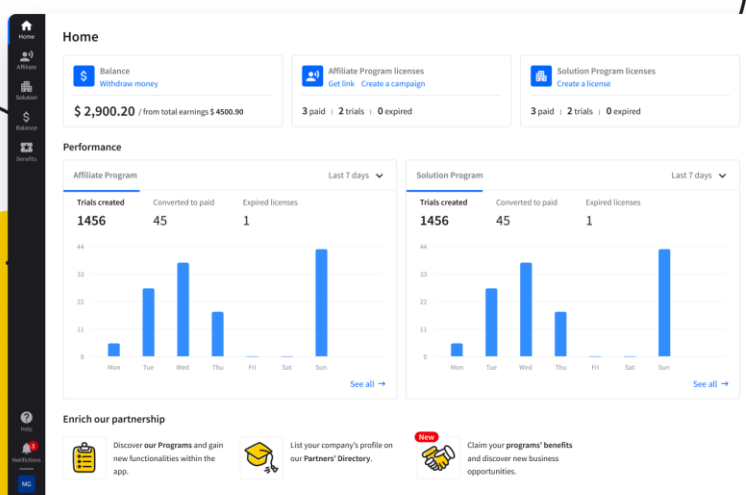 Home
Affiliate
Solution
Balance
Benefits
Help
3
Notifictions
MG
Home
Balance
Withdraw money
$ 2,900.20 / from total earnings $ 4500.90
Affiliate Program licenses
Get link Create a campaign
3 paid | 2 trials | 0 expired
Solution Program licenses
Create a license
3 paid | 2 trials | 0 expired
Performance
Affiliate Program Last 7 days
Trials created Converted to paid Expired licenses
1456 45 1
44
33
22
11
0
Mon Tue Wed Thu Fri Sat Sun
See all →
Solution Program Last 7 days
Trials created Converted to paid Expired licenses
1456 45 1
44
33
22
11
0
Mon Tue Wed Thu Fri Sat Sun
See all →
Enrich our partnership
Discover our Programs and gain
new functionalities within the
app.
List your company's profile on
our Partners' Directory.
New
Claim your programs' benefits
and discover new business
opportunities.